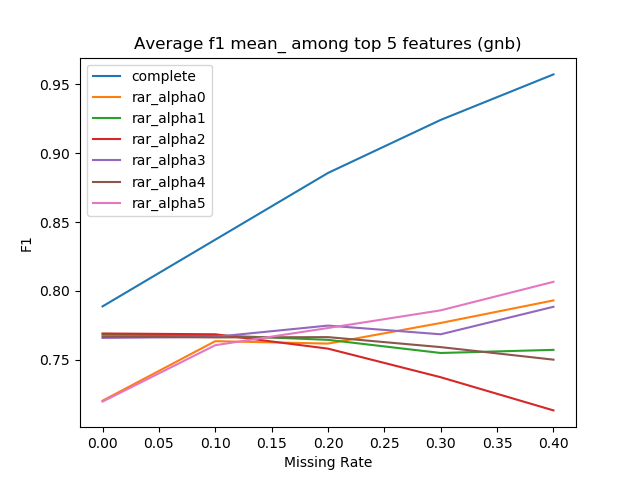 Average f1 mean_ among top 5 features (gnb)
complete
rar_alpha0
rar_alpha1
rar_alpha2
rar_alpha3
rar_alpha4
rar_alpha5
F1
0.95
0.90
0.85
0.80
0.75
0.00 0.05 0.10 0.15 0.20 0.25 0.30 0.35 0.40
Missing Rate